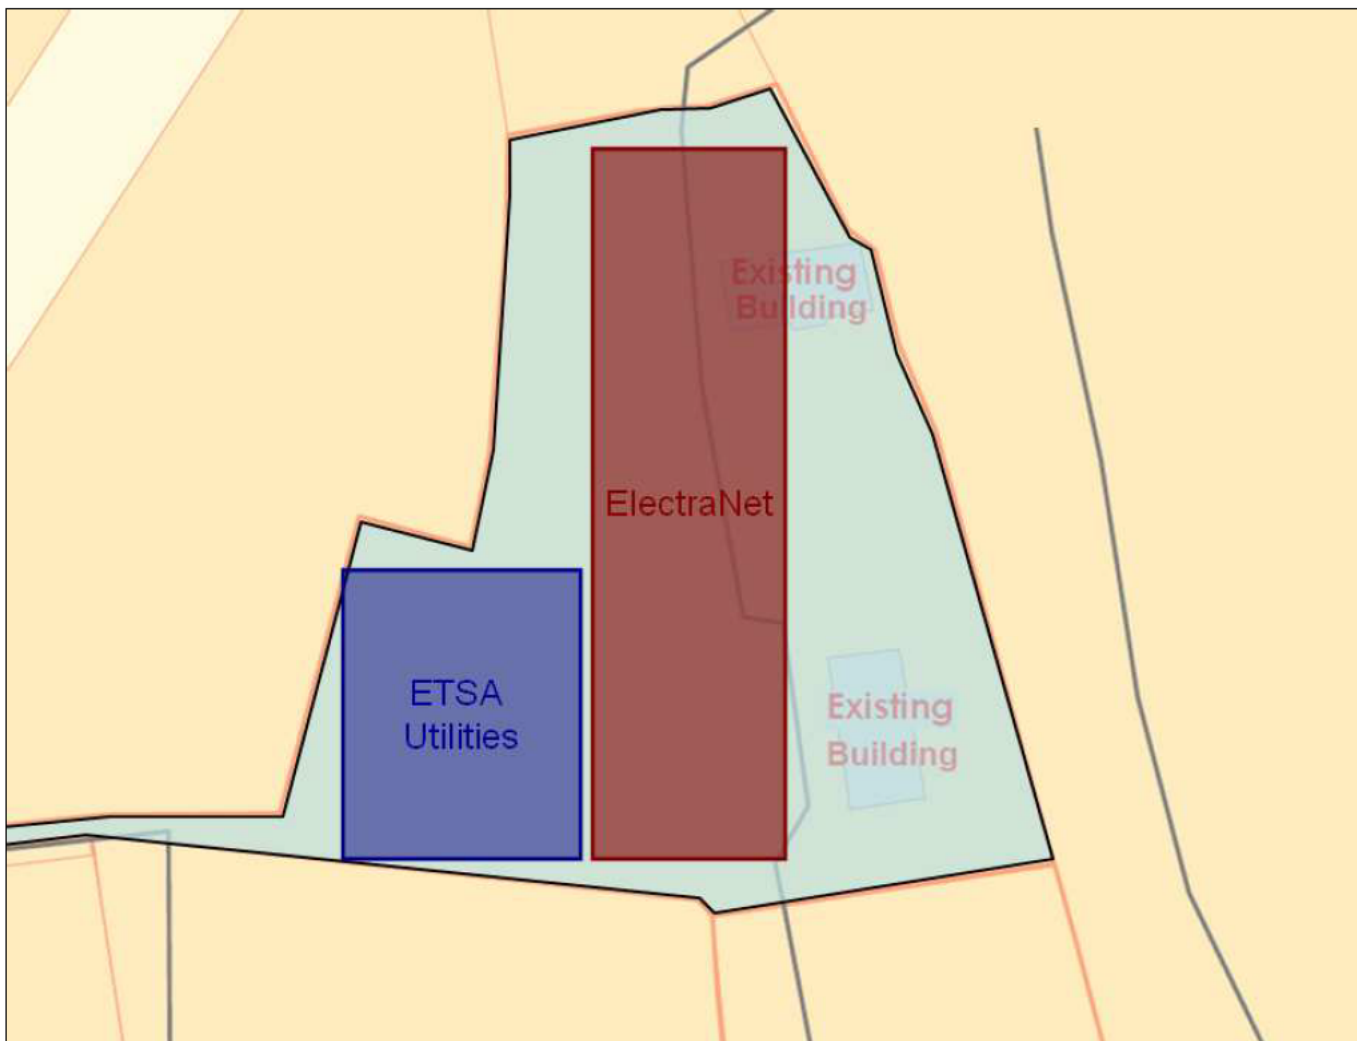 Existing
Building
ElectraNet
ETSA
Utilities
Existing
Building